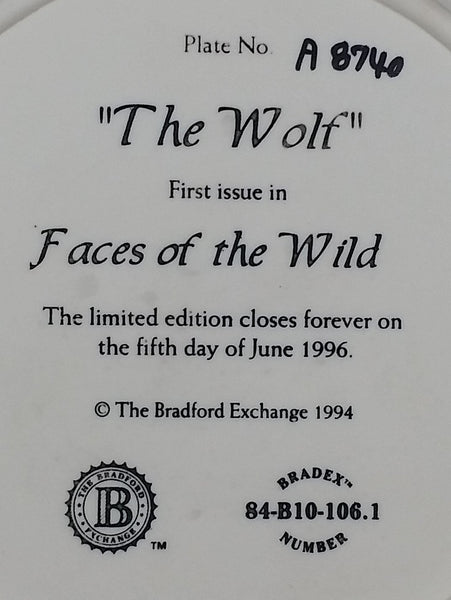 Plate No. A 8740
"The Wolf"
First issue in
Faces of the Wild
The limited edition closes forever on
the fifth day of June 1996.
© The Bradford Exchange 1994
THE BRADFORD
B
EXCHANGE
TM
BRADEX™
84-B10-106.1
NUMBER